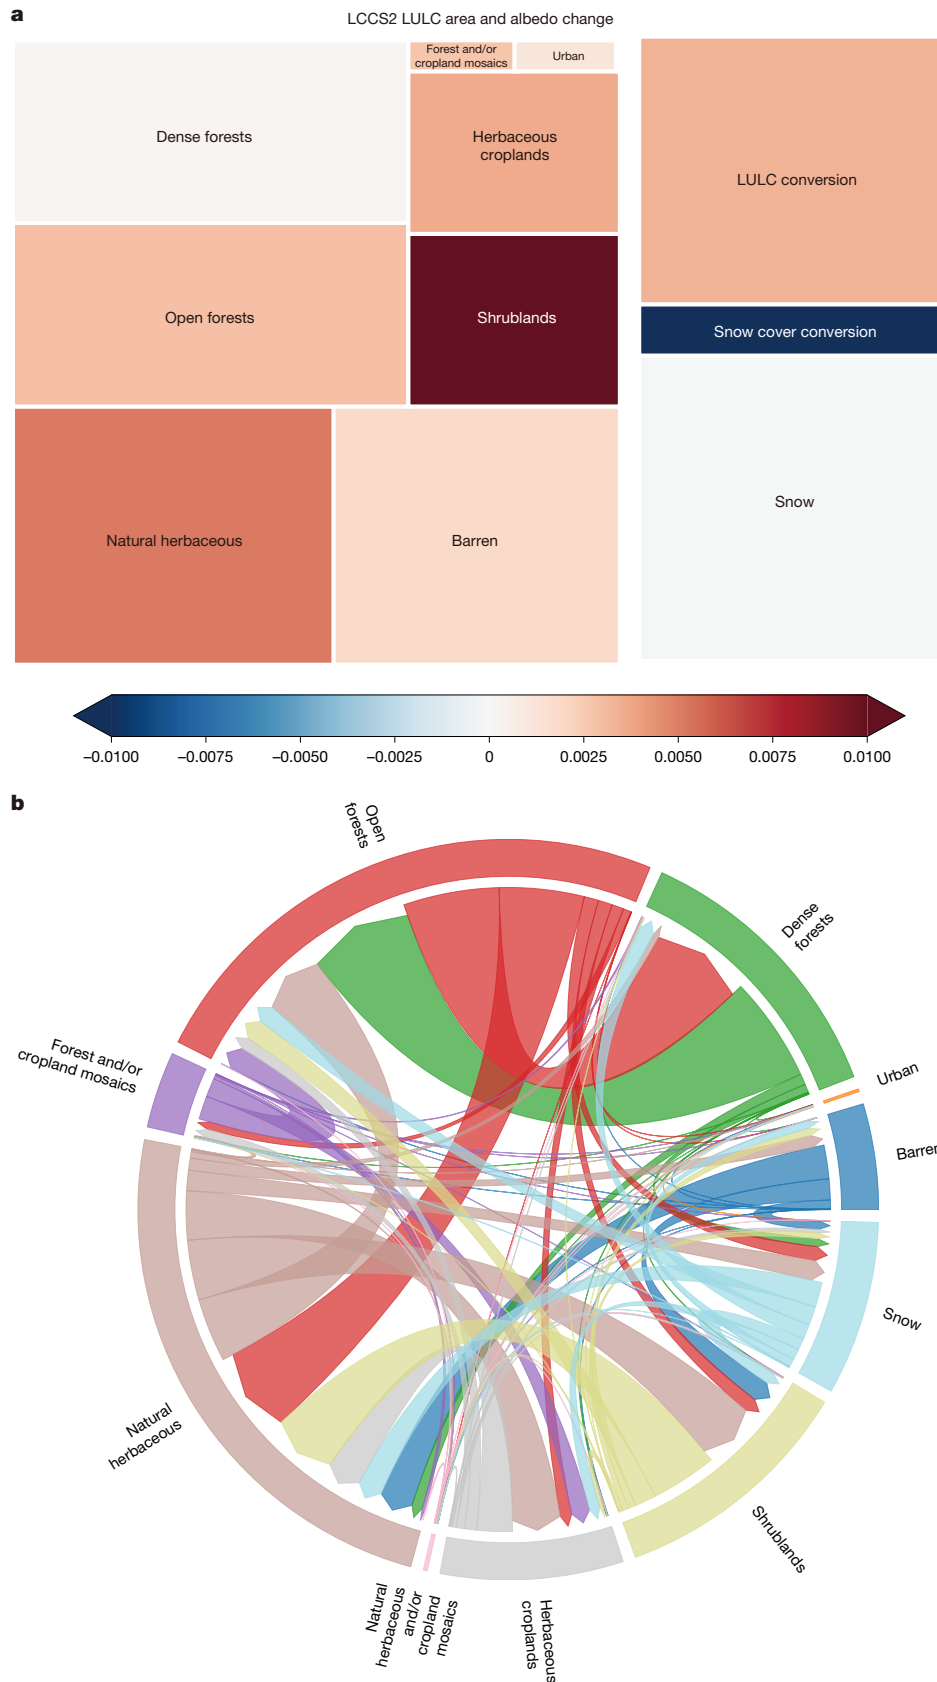 a
LCCS2 LULC area and albedo change
Dense forests
Forest and/or
cropland mosaics
Urban
Herbaceous
croplands
LULC conversion
Open forests
Shrublands
Snow cover conversion
Natural herbaceous
Barren
Snow
−0.0100
−0.0075
−0.0050
−0.0025
0
0.0025
0.0050
0.0075
0.0100
b
Open
forests
Dense
forests
Forest and/or
cropland mosaics
Urban
Barren
Snow
Natural
herbaceous
Shrublands
Natural
herbaceous
and/or
cropland
mosaics
Herbaceous
croplands